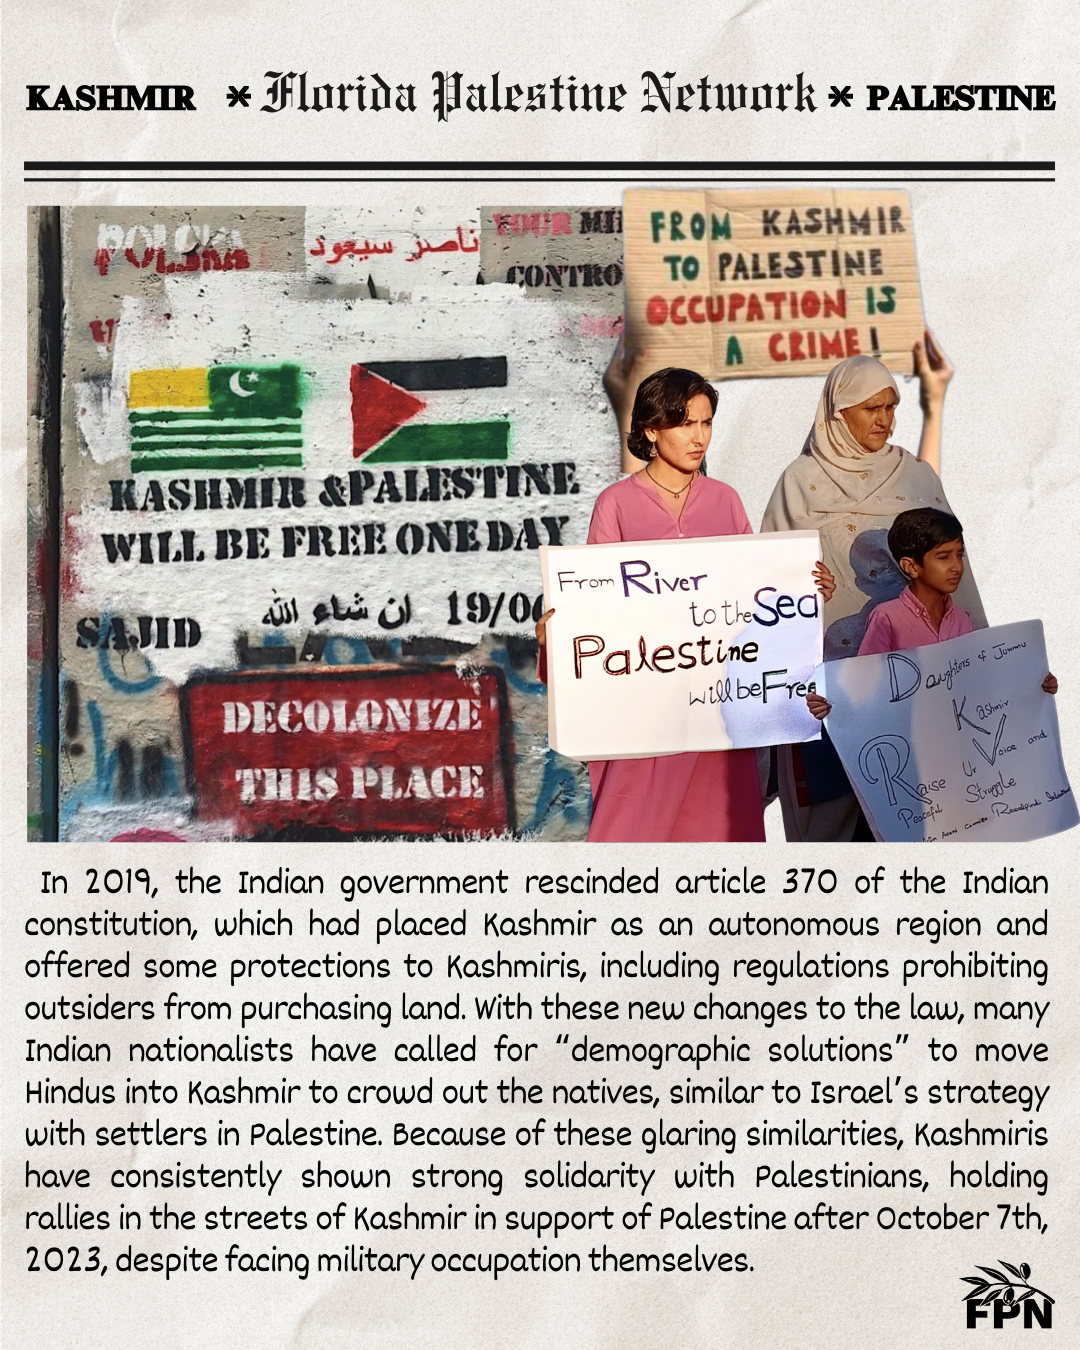 KASHMIR * Florida Palestine Network * PALESTINE
POLSKA
ناصر سيعود
YOUR MI
CONTRO
FROM KASHMIR
TO PALESTINE
OCCUPATION IS
A CRIME!
KASHMIR & PALESTINE
WILL BE FREE ONE DAY
ان شاء الله 19/0
SAJID
DECOLONIZE
THIS PLACE
From River
to the Sea
Palestine
will be Free
Daughters of Jammu
Kashmir
Raise Ur Voice and
Peaceful Struggle
In 2019, the Indian government rescinded article 370 of the Indian
constitution, which had placed Kashmir as an autonomous region and
offered some protections to Kashmiris, including regulations prohibiting
outsiders from purchasing land. With these new changes to the law, many
Indian nationalists have called for “demographic solutions” to move
Hindus into Kashmir to crowd out the natives, similar to Israel’s strategy
with settlers in Palestine. Because of these glaring similarities, Kashmiris
have consistently shown strong solidarity with Palestinians, holding
rallies in the streets of Kashmir in support of Palestine after October 7th,
2023, despite facing military occupation themselves.
FPN